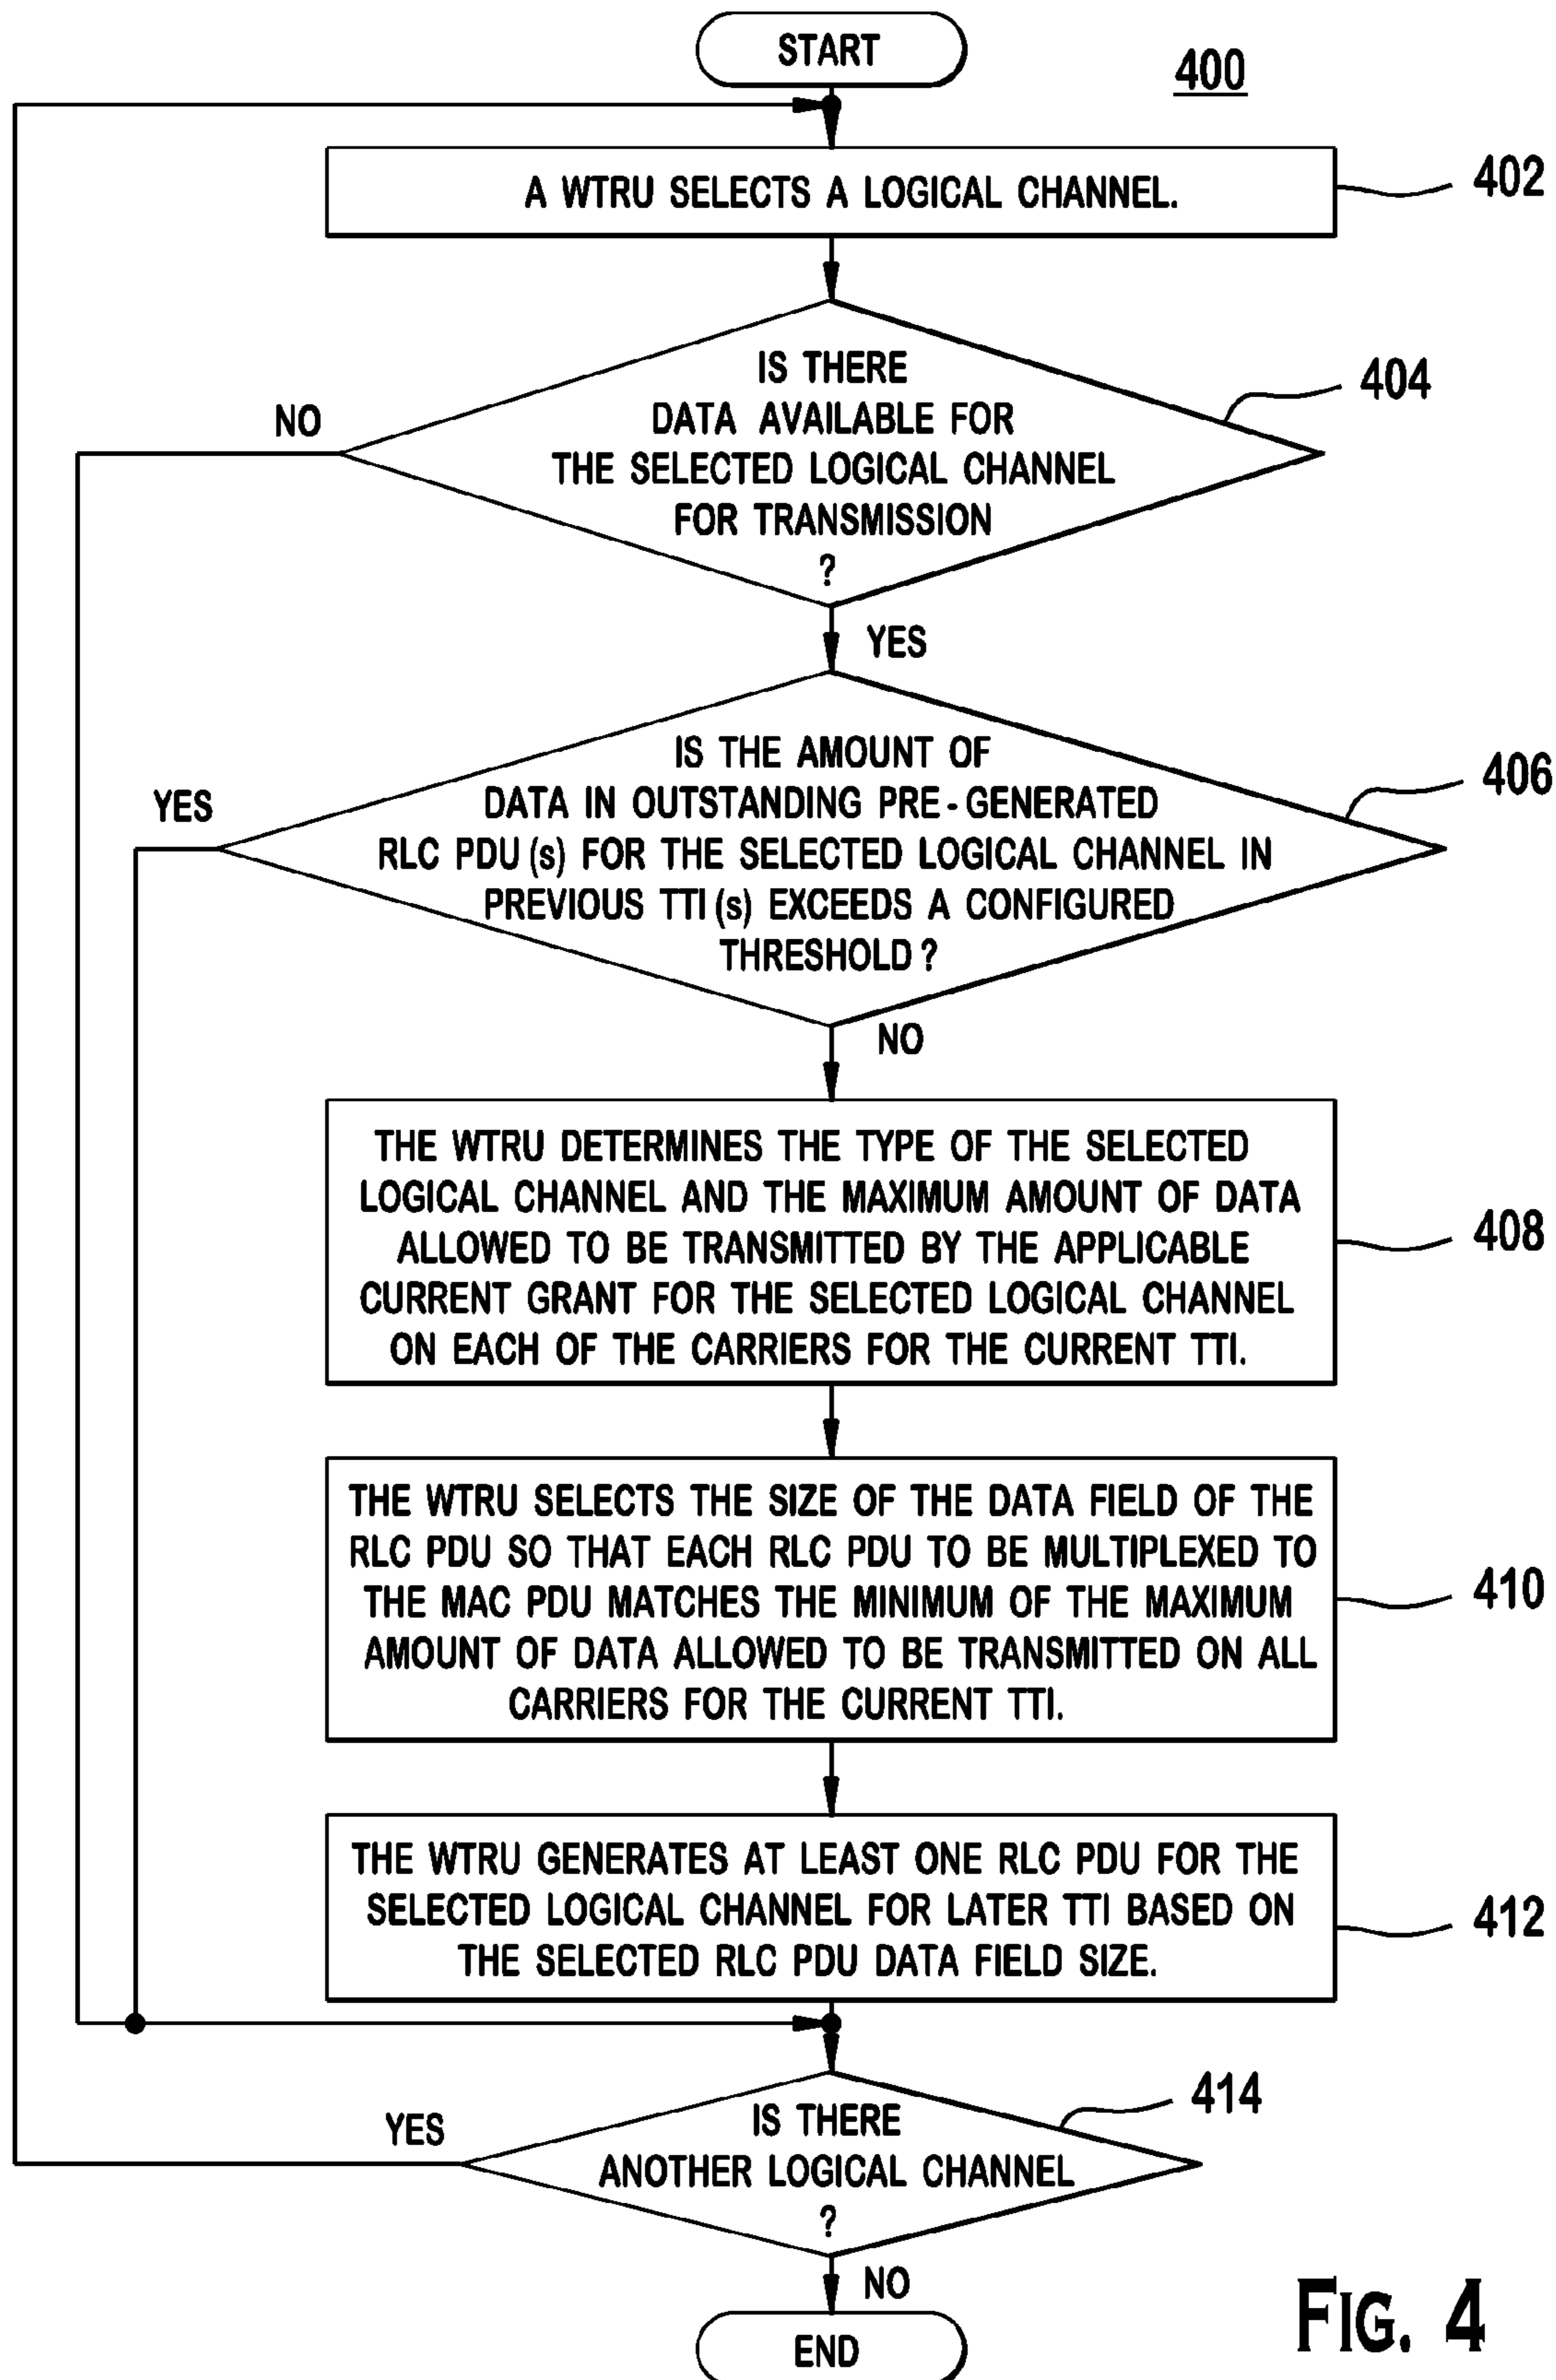 START
400
A WTRU SELECTS A LOGICAL CHANNEL.
402
IS THERE
DATA AVAILABLE FOR
THE SELECTED LOGICAL CHANNEL
FOR TRANSMISSION
?
404
NO
YES
IS THE AMOUNT OF
DATA IN OUTSTANDING PRE-GENERATED
RLC PDU(s) FOR THE SELECTED LOGICAL CHANNEL IN
PREVIOUS TTI(s) EXCEEDS A CONFIGURED
THRESHOLD?
406
YES
NO
THE WTRU DETERMINES THE TYPE OF THE SELECTED
LOGICAL CHANNEL AND THE MAXIMUM AMOUNT OF DATA
ALLOWED TO BE TRANSMITTED BY THE APPLICABLE
CURRENT GRANT FOR THE SELECTED LOGICAL CHANNEL
ON EACH OF THE CARRIERS FOR THE CURRENT TTI.
408
THE WTRU SELECTS THE SIZE OF THE DATA FIELD OF THE
RLC PDU SO THAT EACH RLC PDU TO BE MULTIPLEXED TO
THE MAC PDU MATCHES THE MINIMUM OF THE MAXIMUM
AMOUNT OF DATA ALLOWED TO BE TRANSMITTED ON ALL
CARRIERS FOR THE CURRENT TTI.
410
THE WTRU GENERATES AT LEAST ONE RLC PDU FOR THE
SELECTED LOGICAL CHANNEL FOR LATER TTI BASED ON
THE SELECTED RLC PDU DATA FIELD SIZE.
412
IS THERE
ANOTHER LOGICAL CHANNEL
?
414
YES
NO
END
FIG. 4